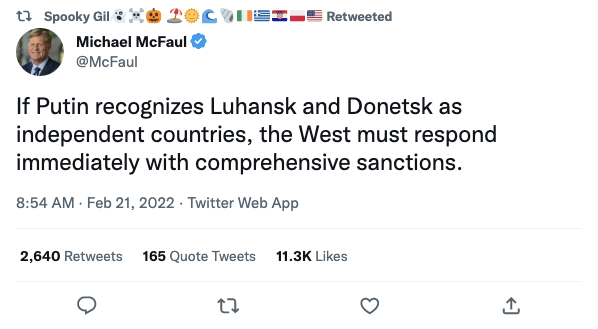 Spooky Gil 👻☠️🎃 🏖️🌞🌊🐚🇮🇪🇬🇷🇭🇷🇵🇱🇺🇸 Retweeted
Michael McFaul
@McFaul
If Putin recognizes Luhansk and Donetsk as
independent countries, the West must respond
immediately with comprehensive sanctions.
8:54 AM · Feb 21, 2022 · Twitter Web App
2,640 Retweets 165 Quote Tweets 11.3K Likes